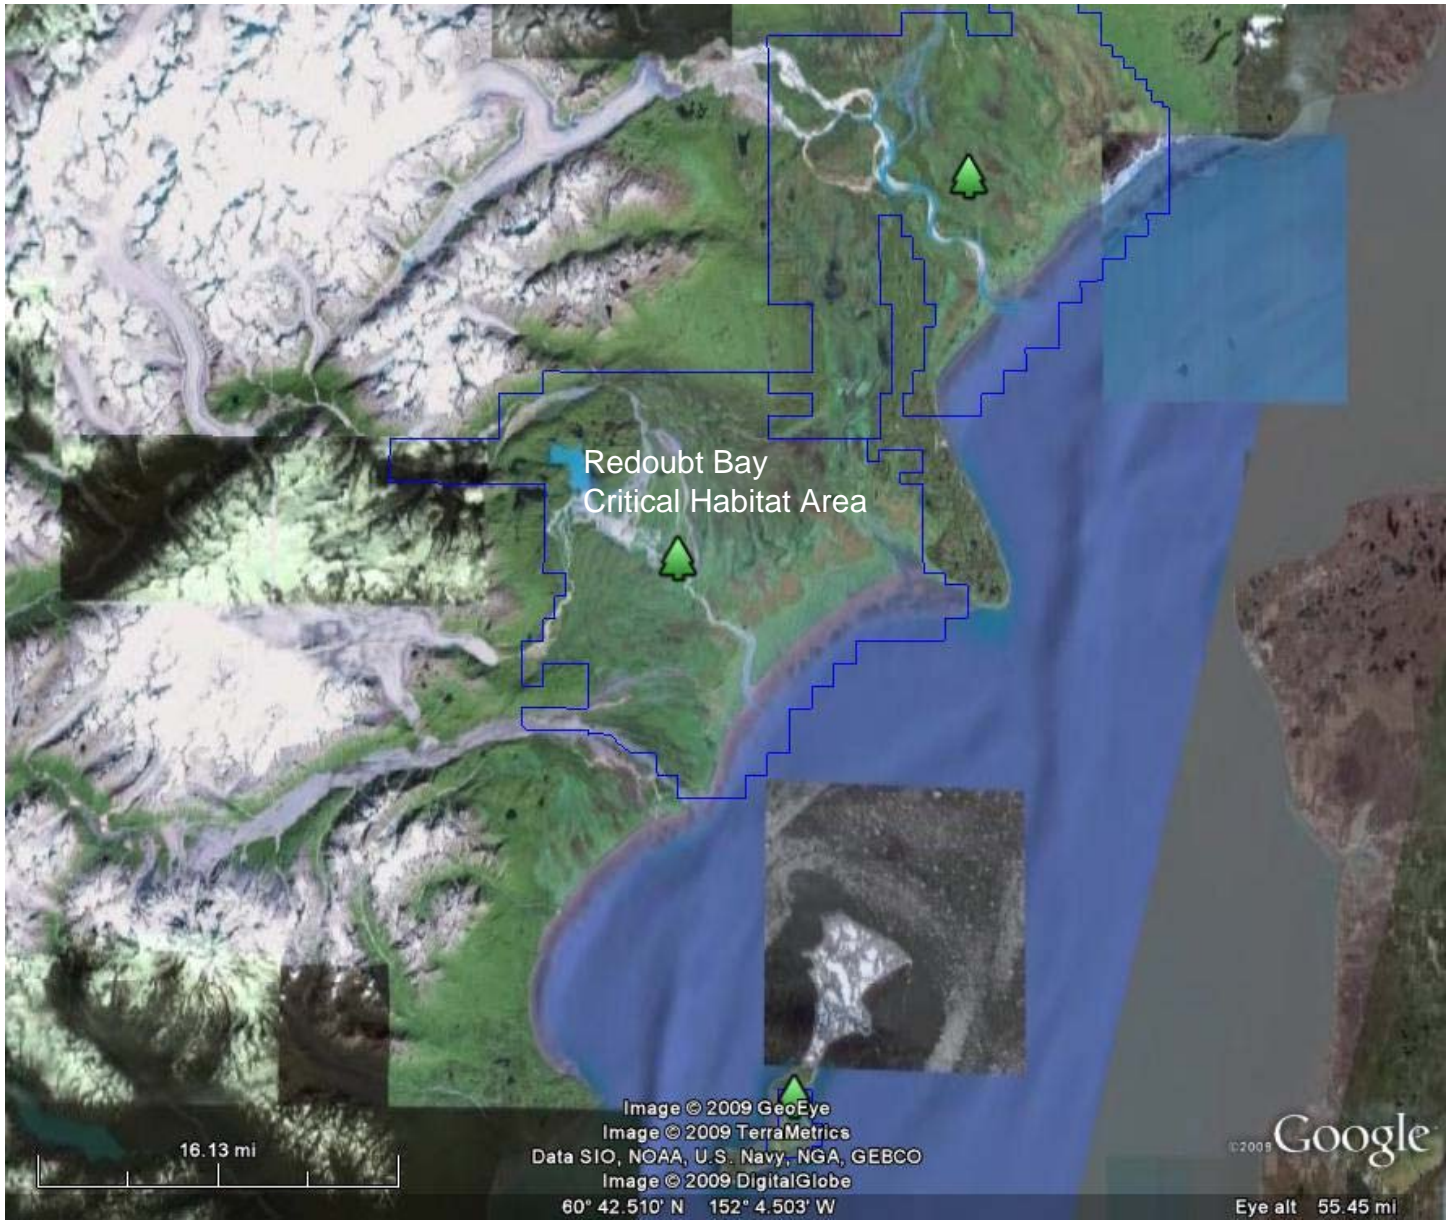 Redoubt Bay
Critical Habitat Area
Image © 2009 GeoEye
Image © 2009 TerraMetrics
Data SIO, NOAA, U.S. Navy, NGA, GEBCO
Image © 2009 DigitalGlobe
16.13 mi
©2009 Google
60° 42.510' N 152° 4.503' W
Eye alt 55.45 mi